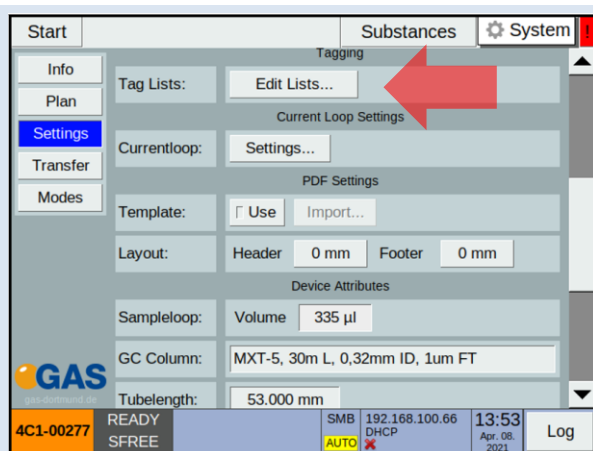 Start Substances System !
Tagging
Info
Tag Lists: Edit Lists...
Plan
Current Loop Settings
Settings
Currentloop: Settings...
Transfer
PDF Settings
Modes
Template: Use Import...
Layout: Header 0 mm Footer 0 mm
Device Attributes
Sampleloop: Volume 335 µl
GC Column: MXT-5, 30m L, 0,32mm ID, 1um FT
GAS
gas-dortmund.de
Tubelength: 53.000 mm
4C1-00277 READY SMB 192.168.100.66 13:53 Log
DHCP
SFREE AUTO Apr. 08.
2021